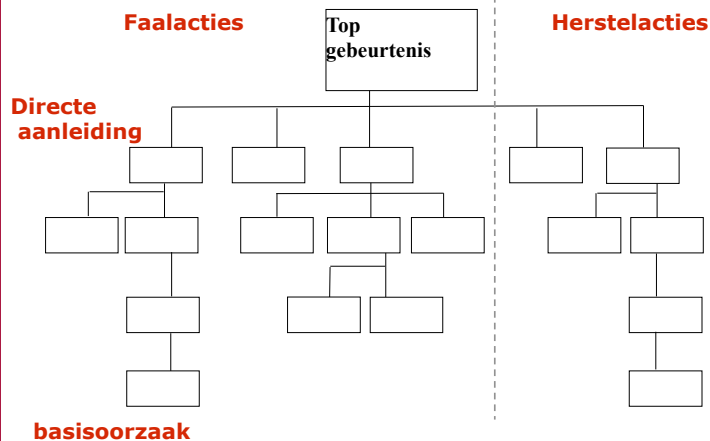 Faalacties
Top
gebeurtenis
Herstelacties
Directe
aanleiding
basisoorzaak